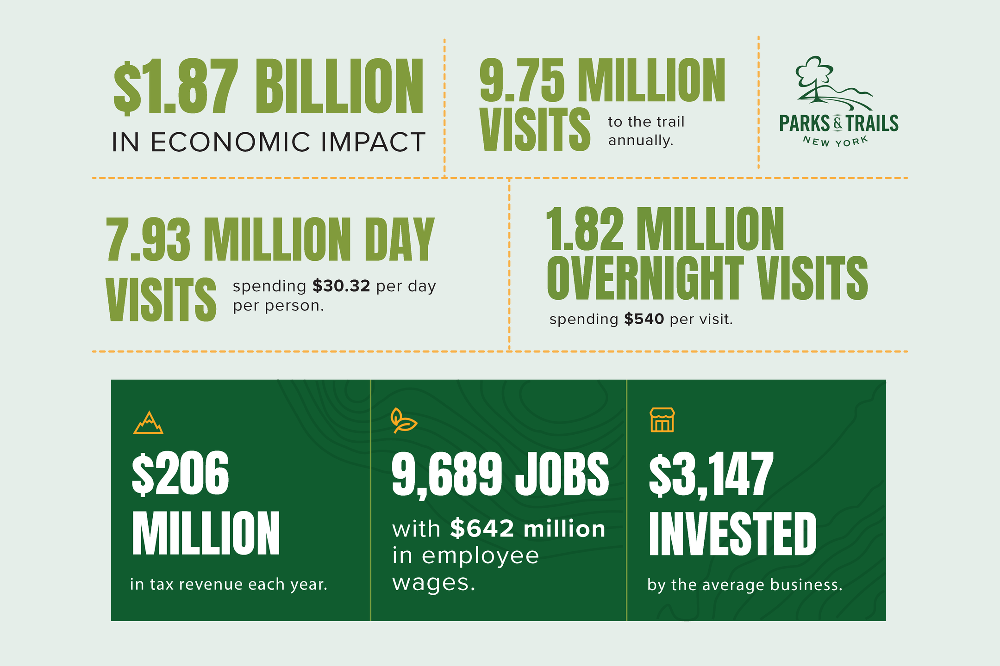 $1.87 BILLION
IN ECONOMIC IMPACT
9.75 MILLION
VISITS
to the trail
annually.
PARKS & TRAILS
NEW YORK
7.93 MILLION DAY
VISITS
spending $30.32 per day
per person.
1.82 MILLION
OVERNIGHT VISITS
spending $540 per visit.
$206
MILLION
in tax revenue each year.
9,689 JOBS
with $642 million
in employee
wages.
$3,147
INVESTED
by the average business.